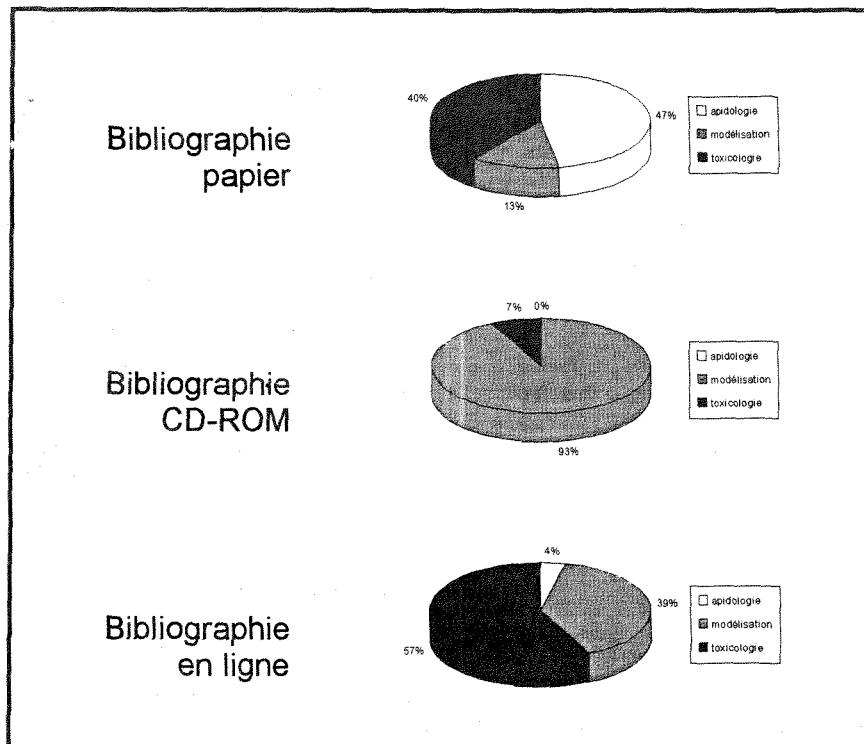 Bibliographie
papier
40%
47%
13%
apidologie
modélisation
toxicologie
Bibliographie
CD-ROM
7%
0%
93%
apidologie
modélisation
toxicologie
Bibliographie
en ligne
4%
39%
57%
apidologie
modélisation
toxicologie